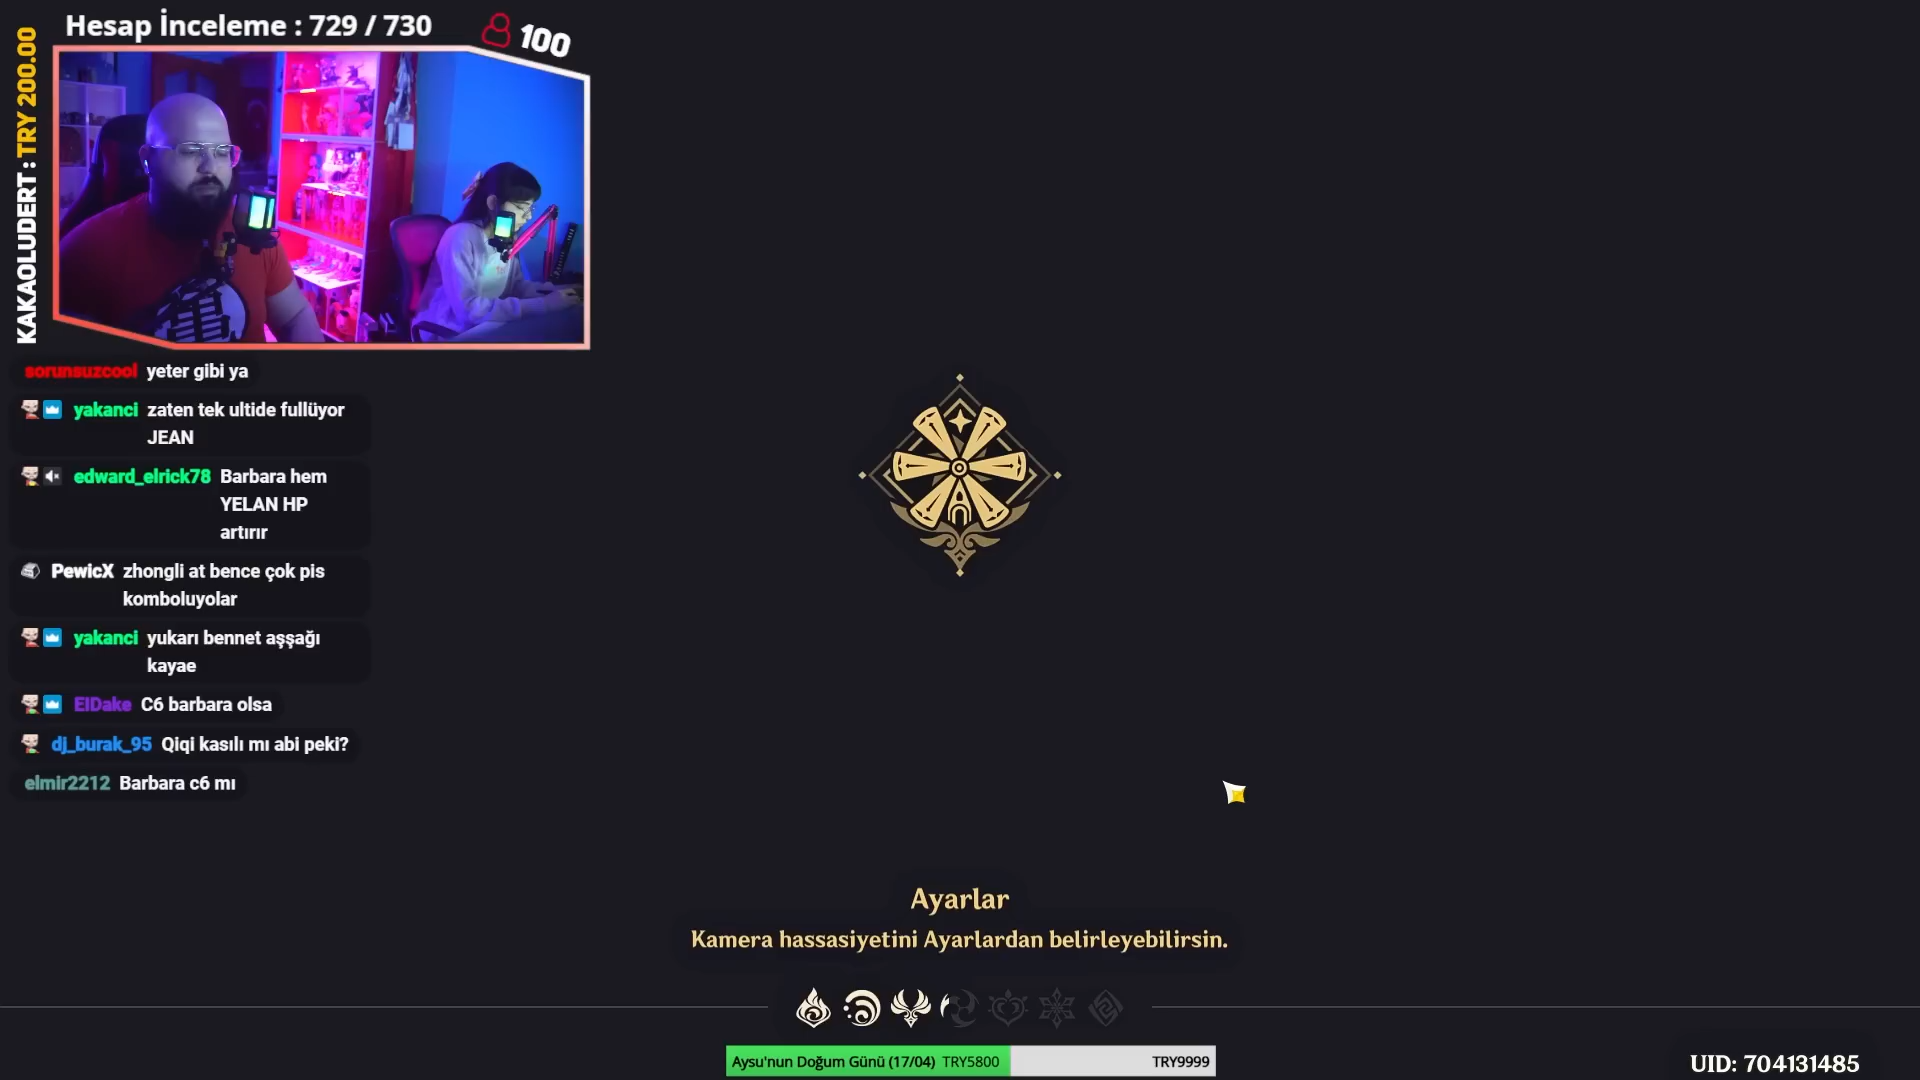 Hesap İnceleme : 729 / 730
100
KAKAOLUDERT : TRY 200.00
sorunsuzcool yeter gibi ya
yakanci zaten tek ultide fullüyor
JEAN
edward_elrick78 Barbara hem
YELAN HP
artırır
PewicX zhongli at bence çok pis
komboluyolar
yakanci yukarı bennet aşşağı
kayae
ElDake C6 barbara olsa
dj_burak_95 Qiqi kasılı mı abi peki?
elmir2212 Barbara c6 mı
Ayarlar
Kamera hassasiyetini Ayarlardan belirleyebilirsin.
Aysu'nun Doğum Günü (17/04) TRY5800 TRY9999
UID: 704131485